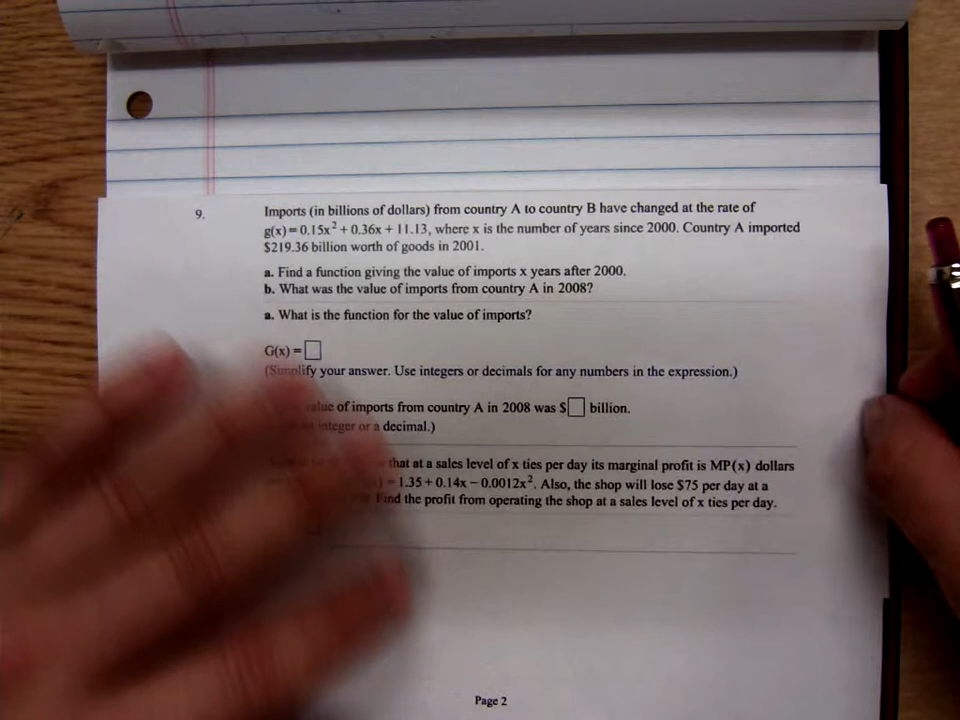 9. Imports (in billions of dollars) from country A to country B have changed at the rate of
g(x)=0.15x² + 0.36x + 11.13, where x is the number of years since 2000. Country A imported
$219.36 billion worth of goods in 2001.
a. Find a function giving the value of imports x years after 2000.
b. What was the value of imports from country A in 2008?
a. What is the function for the value of imports?
G(x) =
(Simplify your answer. Use integers or decimals for any numbers in the expression.)
value of imports from country A in 2008 was $ billion.
integer or a decimal.)
that at a sales level of x ties per day its marginal profit is MP(x) dollars
= 1.35 + 0.14x − 0.0012x². Also, the shop will lose $75 per day at a
Find the profit from operating the shop at a sales level of x ties per day.
Page 2